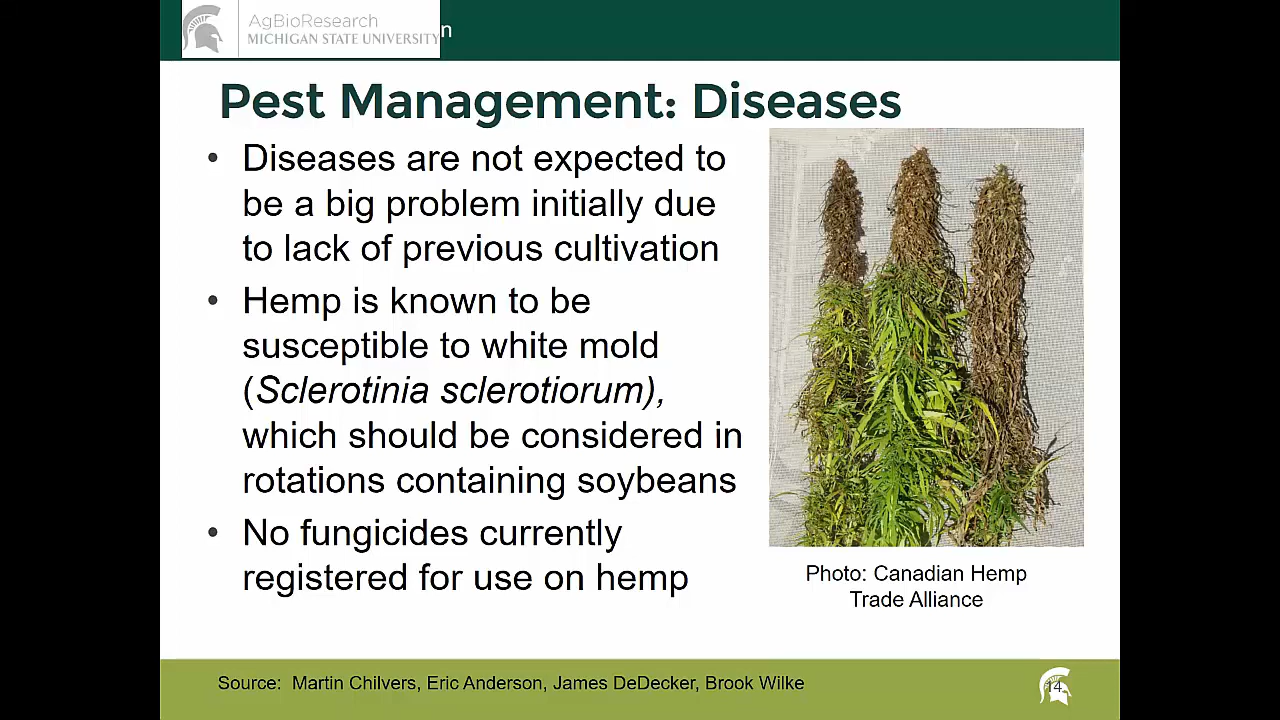 AgBioResearch
MICHIGAN STATE UNIVERSITY
n
Pest Management: Diseases
• Diseases are not expected to
be a big problem initially due
to lack of previous cultivation
• Hemp is known to be
susceptible to white mold
(Sclerotinia sclerotiorum),
which should be considered in
rotations containing soybeans
• No fungicides currently
registered for use on hemp
Photo: Canadian Hemp
Trade Alliance
Source: Martin Chilvers, Eric Anderson, James DeDecker, Brook Wilke
14